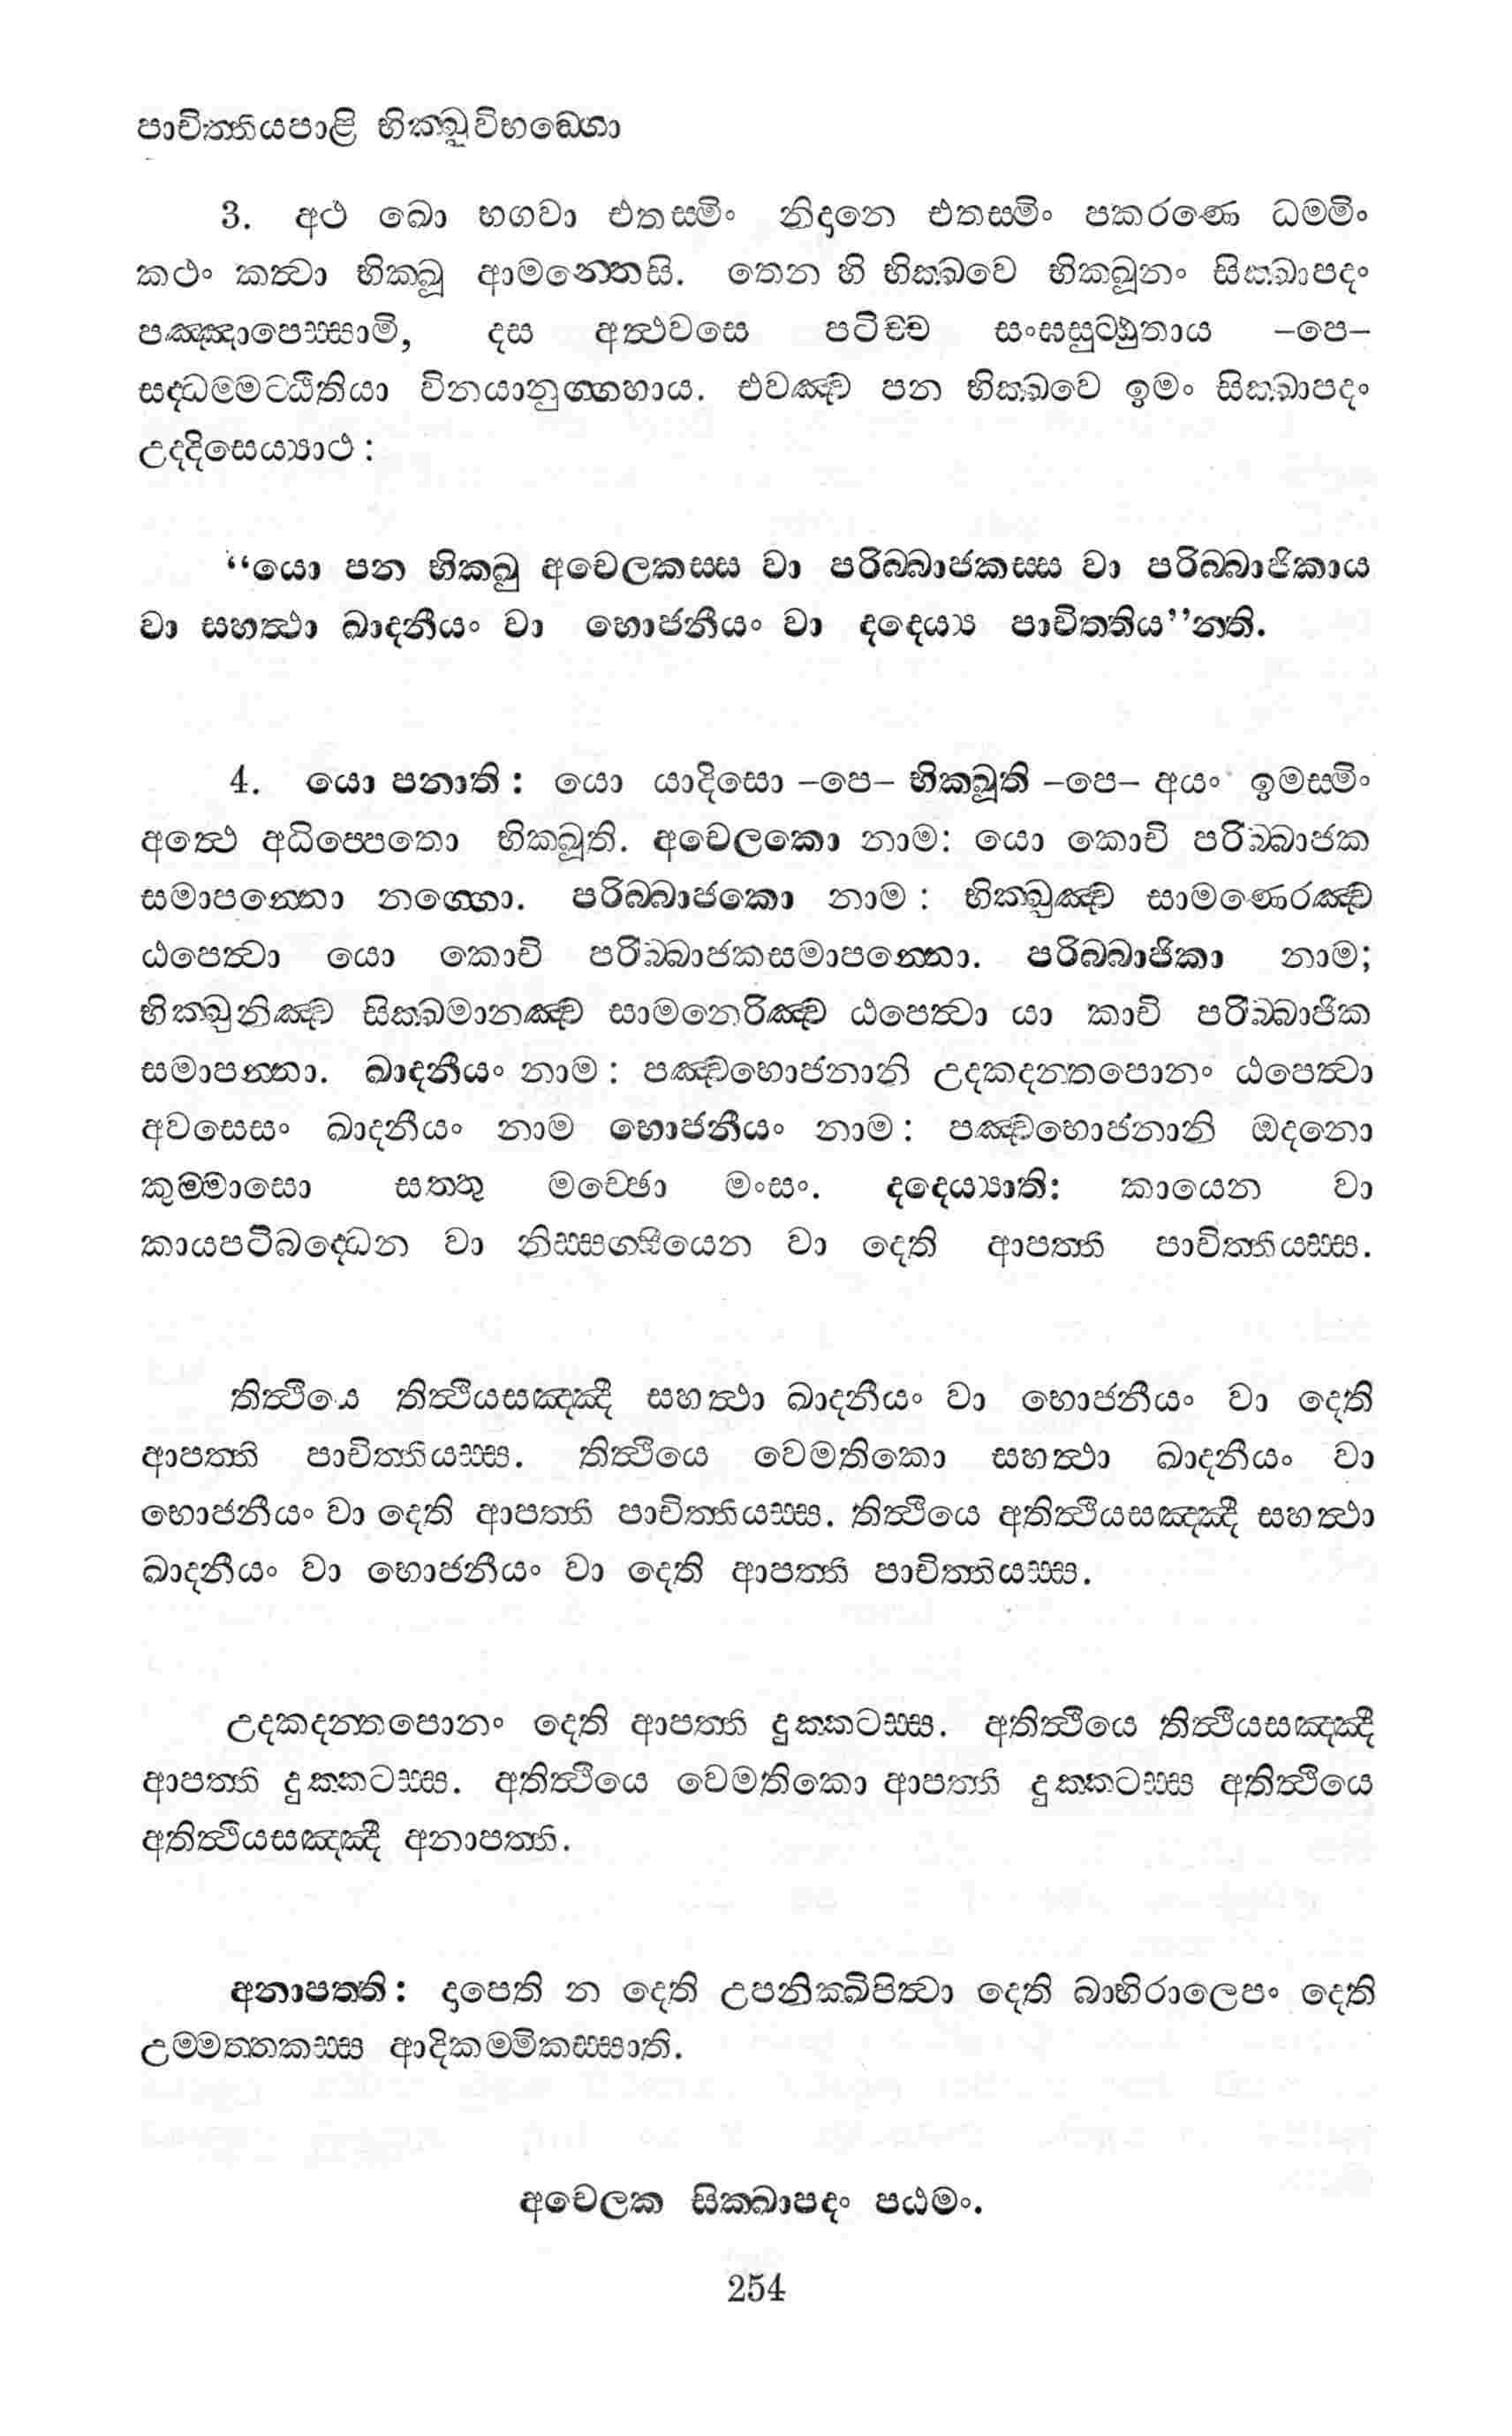 පාචිත්තියපාළි භික්ඛුවිභඞ්ගො
3. අථ ඛො භගවා එතස්මිං නිදානෙ එතස්මිං පකරණෙ ධම්මිං
කථං කත්‍වා භික්ඛූ ආමන්තෙසි. තෙන හි භික්ඛවෙ භික්ඛූනං සික්ඛාපදං
පඤ්ඤාපෙස්සාමි, දස අත්‍ථවසෙ පටිච්ච සංඝසුට්ඨුතාය –පෙ–
සද්ධම්මට්ඨිතියා විනයානුග්ගහාය. එවඤ්ච පන භික්ඛවෙ ඉමං සික්ඛාපදං
උද්දිසෙය්‍යාථ :
“යො පන භික්ඛු අචෙලකස්ස වා පරිබ්බාජකස්ස වා පරිබ්බාජිකාය
වා සහත්‍ථා ඛාදනීයං වා භොජනීයං වා දදෙය්‍ය පාචිත්තිය”න්ති.
4. යො පනාති : යො යාදිසො –පෙ– භික්ඛූති –පෙ– අයං ඉමස්මිං
අත්‍ථෙ අධිප්පෙතො භික්ඛූති. අචෙලකො නාම: යො කොචි පරිබ්බාජක
සමාපන්නො නග්ගො. පරිබ්බාජකො නාම : භික්ඛුඤ්ච සාමණෙරඤ්ච
ඨපෙත්‍වා යො කොචි පරිබ්බාජකසමාපන්නො. පරිබ්බාජිකා නාම;
භික්ඛුනිඤ්ච සික්ඛමානඤ්ච සාමනෙරිඤ්ච ඨපෙත්‍වා යා කාචි පරිබ්බාජික
සමාපන්නා. ඛාදනීයං නාම : පඤ්චභොජනානි උදකදන්තපොනං ඨපෙත්‍වා
අවසෙසං ඛාදනීයං නාම භොජනීයං නාම : පඤ්චභොජනානි ඔදනො
කුම්මාසො සත්තු මච්ඡො මංසං. දදෙය්‍යාති: කායෙන වා
කායපටිබද්ධෙන වා නිස්සග්ගියෙන වා දෙති ආපත්ති පාචිත්තියස්ස.
තිත්‍ථියෙ තිත්‍ථියසඤ්ඤී සහත්‍ථා ඛාදනීයං වා භොජනීයං වා දෙති
ආපත්ති පාචිත්තියස්ස. තිත්‍ථියෙ වෙමතිකො සහත්‍ථා ඛාදනීයං වා
භොජනීයං වා දෙති ආපත්ති පාචිත්තියස්ස. තිත්‍ථියෙ අතිත්‍ථියසඤ්ඤී සහත්‍ථා
ඛාදනීයං වා භොජනීයං වා දෙති ආපත්ති පාචිත්තියස්ස.
උදකදන්තපොනං දෙති ආපත්ති දුක්කටස්ස. අතිත්‍ථියෙ තිත්‍ථියසඤ්ඤී
ආපත්ති දුක්කටස්ස. අතිත්‍ථියෙ වෙමතිකො ආපත්ති දුක්කටස්ස අතිත්‍ථියෙ
අතිත්‍ථියසඤ්ඤී අනාපත්ති.
අනාපත්ති : දාපෙති න දෙති උපනික්ඛිපිත්‍වා දෙති බාහිරාලෙපං දෙති
උම්මත්තකස්ස ආදිකම්මිකස්සාති.
අචෙලක සික්ඛාපදං පඨමං.
254